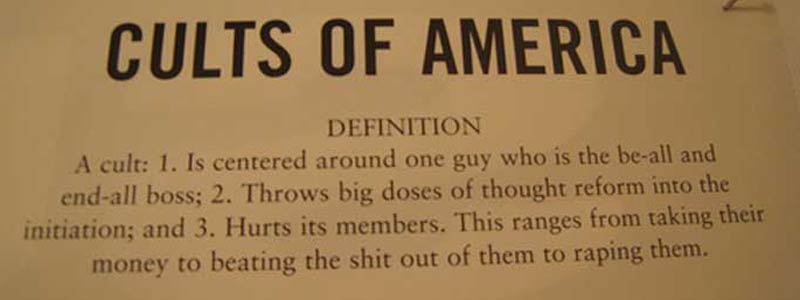 CULTS OF AMERICA
DEFINITION
A cult: 1. Is centered around one guy who is the be-all and
end-all boss; 2. Throws big doses of thought reform into the
initiation; and 3. Hurts its members. This ranges from taking their
money to beating the shit out of them to raping them.